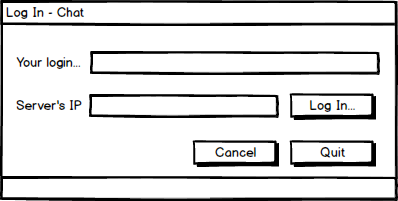 Log In - Chat
Your login...
Server's IP
Log In...
Cancel
Quit